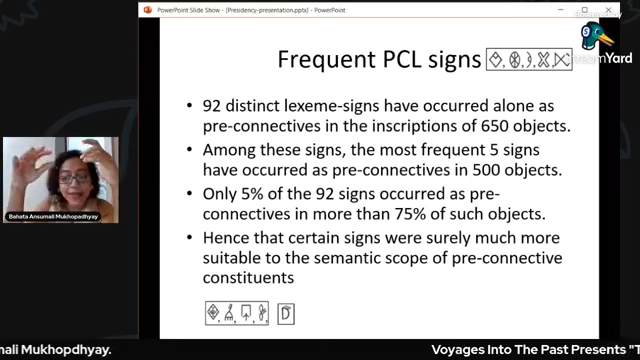 PowerPoint Slide Show - [Presidency-presentation.pptx] - PowerPoint
Frequent PCL signs
• 92 distinct lexeme-signs have occurred alone as
pre-connectives in the inscriptions of 650 objects.
• Among these signs, the most frequent 5 signs
have occurred as pre-connectives in 500 objects.
• Only 5% of the 92 signs occurred as pre-
connectives in more than 75% of such objects.
• Hence that certain signs were surely much more
suitable to the semantic scope of pre-connective
constituents
Bahata Ansumali Mukhopadhyay
mali Mukhopdhyay.
Voyages Into The Past Presents "T